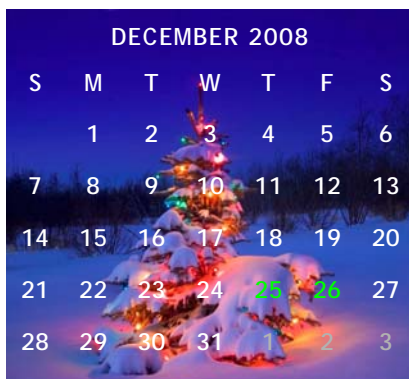 DECEMBER 2008
S M T W T F S
1 2 3 4 5 6
7 8 9 10 11 12 13
14 15 16 17 18 19 20
21 22 23 24 25 26 27
28 29 30 31 1 2 3